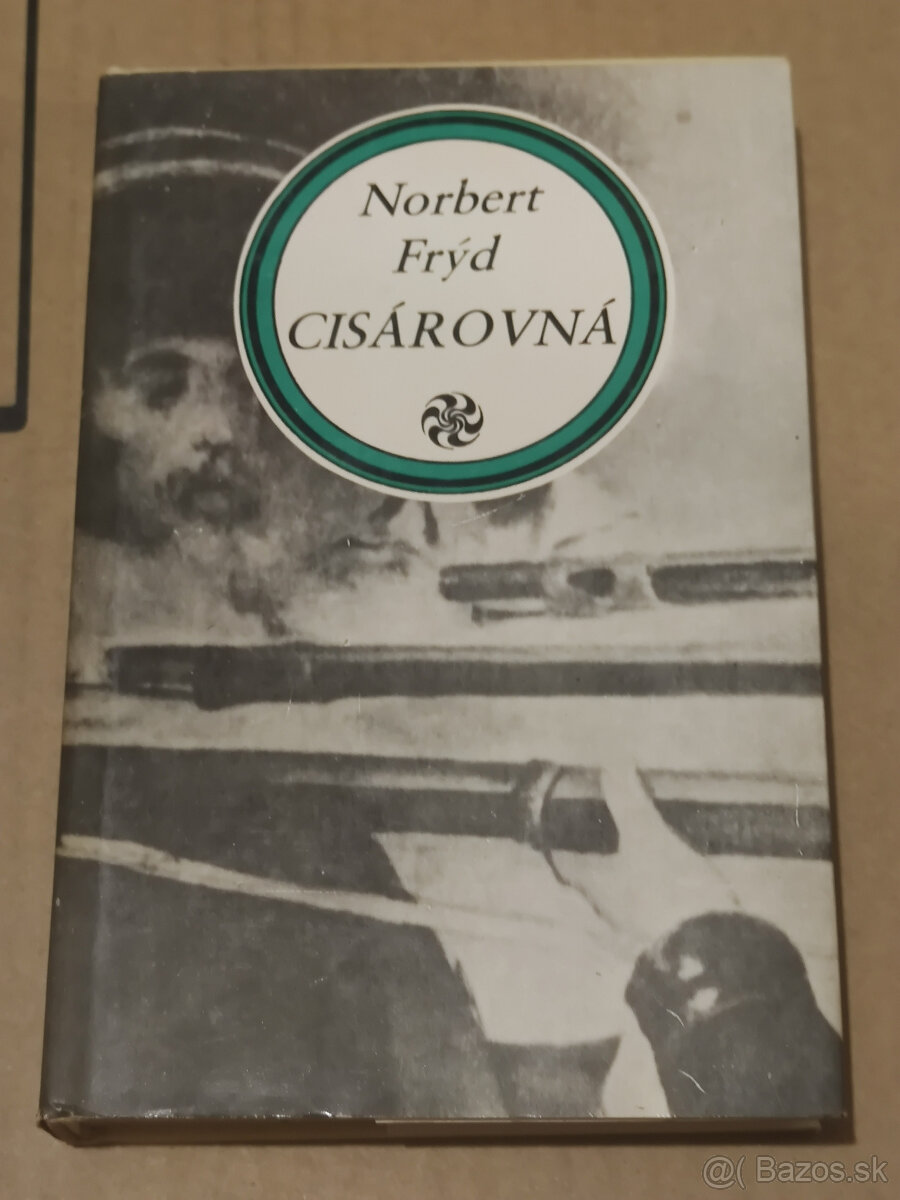 Norbert
Frýd
CISÁROVNÁ
@( Bazos.sk